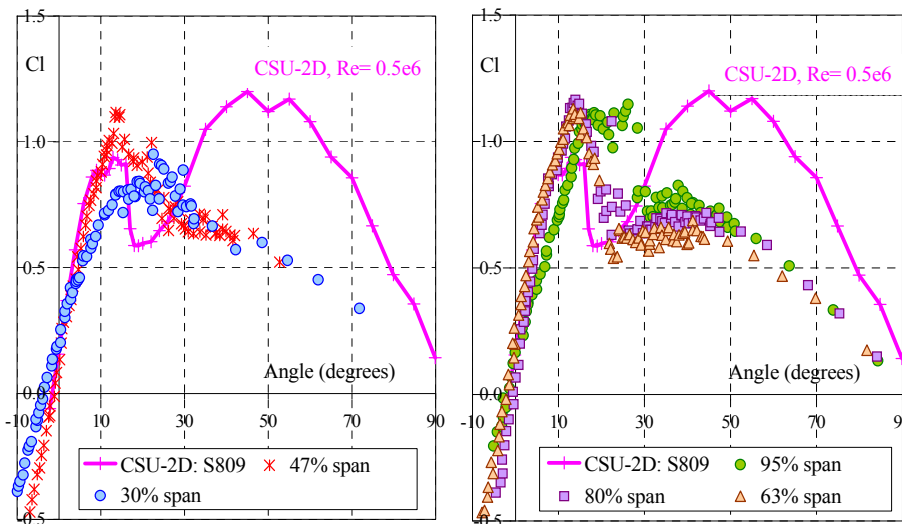 1.5
Cl
CSU-2D, Re= 0.5e6
1.0
0.5
Angle (degrees)
0.0
-10 10 30 50 70 90
CSU-2D: S809 47% span
30% span
-0.5
1.5
Cl
CSU-2D, Re= 0.5e6
1.0
0.5
Angle (degrees)
0.0
-10 10 30 50 70 90
CSU-2D: S809 95% span
80% span 63% span
-0.5